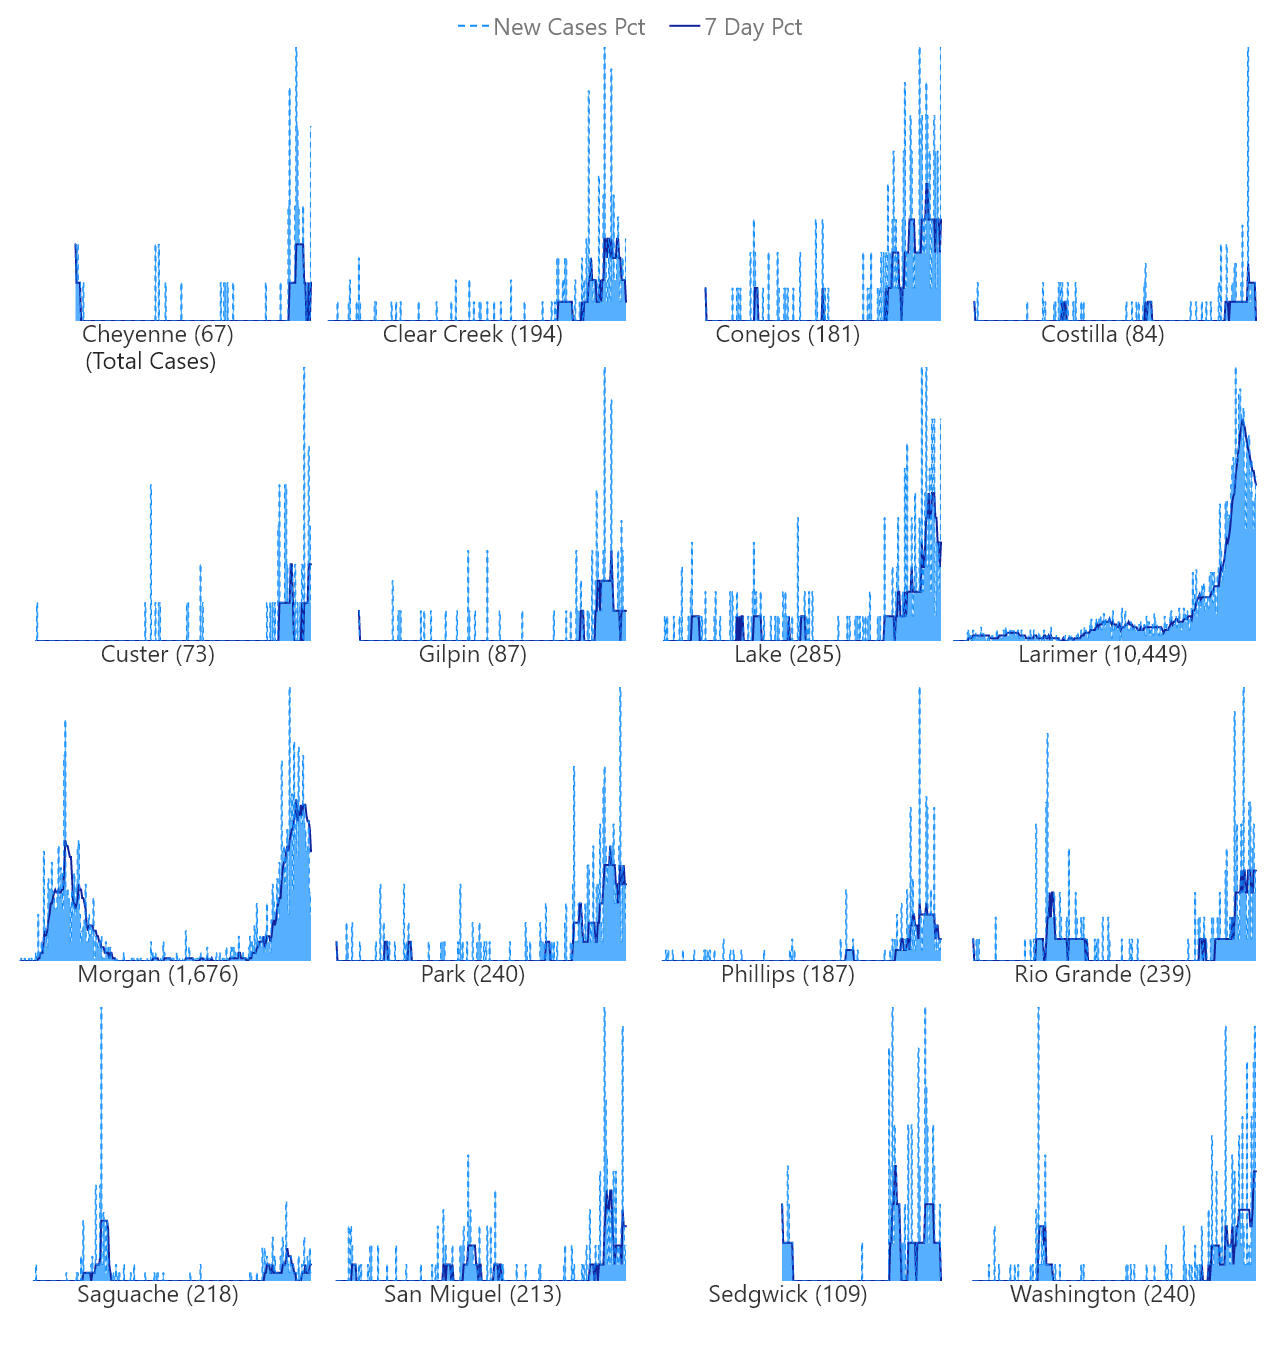 New Cases Pct 7 Day Pct
Cheyenne (67) Clear Creek (194) Conejos (181) Costilla (84)
(Total Cases)
Custer (73) Gilpin (87) Lake (285) Larimer (10,449)
Morgan (1,676) Park (240) Phillips (187) Rio Grande (239)
Saguache (218) San Miguel (213) Sedgwick (109) Washington (240)